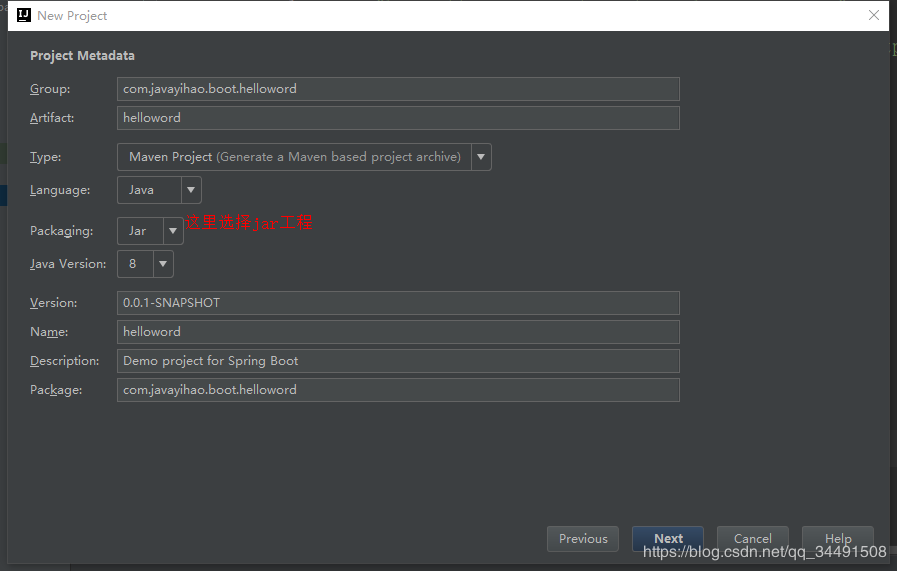 New Project
Project Metadata
Group: com.javayihao.boot.helloword
Artifact: helloword
Type: Maven Project (Generate a Maven based project archive)
Language: Java
Packaging: Jar 这里选择jar工程
Java Version: 8
Version: 0.0.1-SNAPSHOT
Name: helloword
Description: Demo project for Spring Boot
Package: com.javayihao.boot.helloword
Previous Next Cancel Help
https://blog.csdn.net/qq_34491508